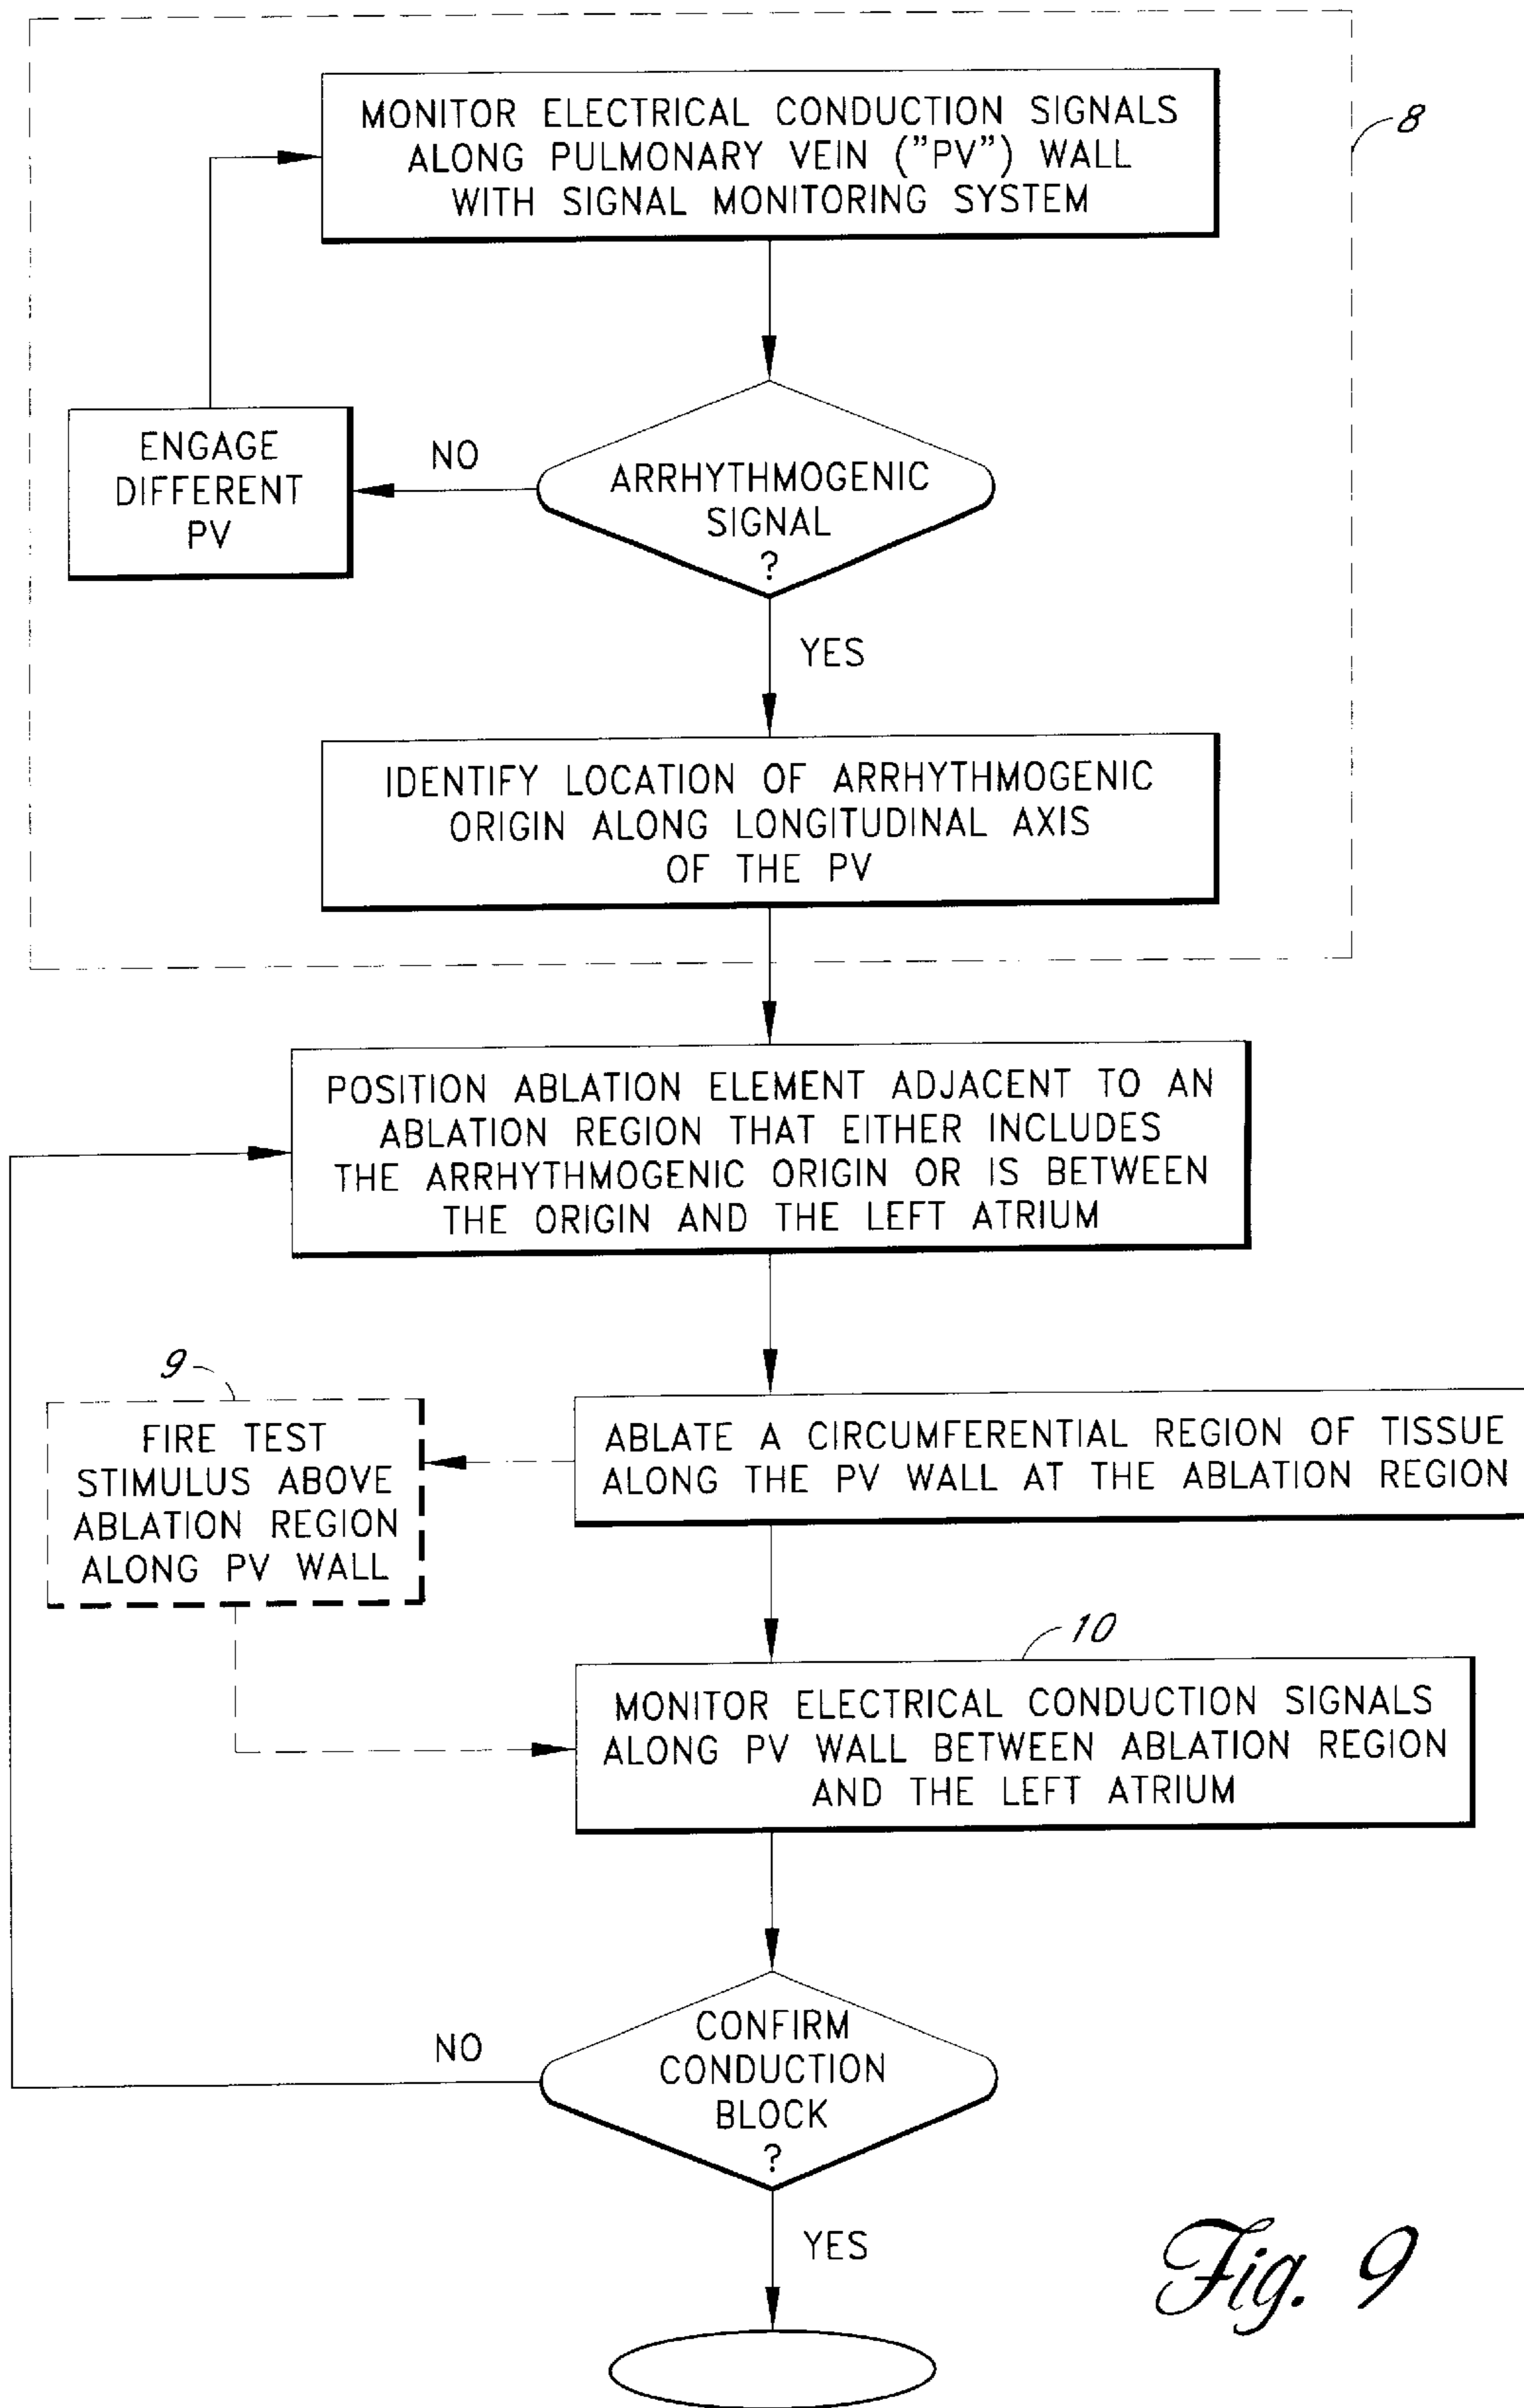 MONITOR ELECTRICAL CONDUCTION SIGNALS
ALONG PULMONARY VEIN ("PV") WALL
WITH SIGNAL MONITORING SYSTEM
8
ENGAGE
DIFFERENT
PV
NO
ARRHYTHMOGENIC
SIGNAL
?
YES
IDENTIFY LOCATION OF ARRHYTHMOGENIC
ORIGIN ALONG LONGITUDINAL AXIS
OF THE PV
POSITION ABLATION ELEMENT ADJACENT TO AN
ABLATION REGION THAT EITHER INCLUDES
THE ARRHYTHMOGENIC ORIGIN OR IS BETWEEN
THE ORIGIN AND THE LEFT ATRIUM
9
FIRE TEST
STIMULUS ABOVE
ABLATION REGION
ALONG PV WALL
ABLATE A CIRCUMFERENTIAL REGION OF TISSUE
ALONG THE PV WALL AT THE ABLATION REGION
10
MONITOR ELECTRICAL CONDUCTION SIGNALS
ALONG PV WALL BETWEEN ABLATION REGION
AND THE LEFT ATRIUM
NO
CONFIRM
CONDUCTION
BLOCK
?
YES
Fig. 9